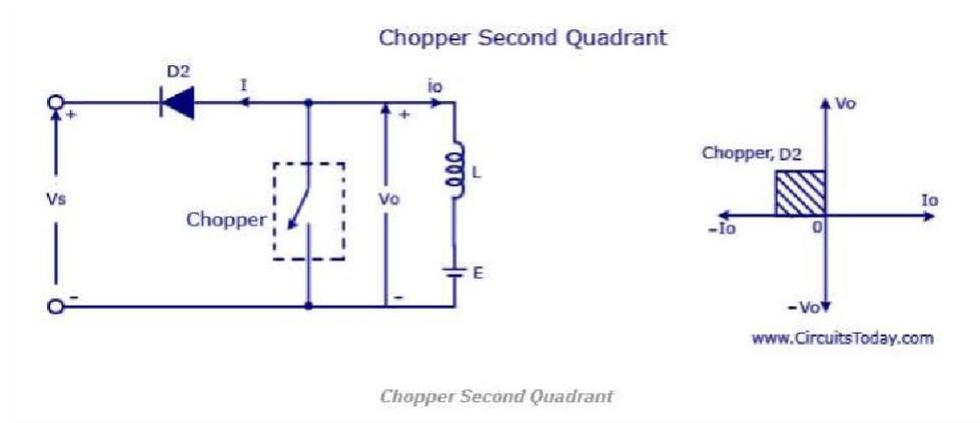 Chopper Second Quadrant
D2
I
io
+
+
Vs
Chopper
Vo
L
E
-
-
Vo
Chopper, D2
Io
-Io
0
-Vo
www.CircuitsToday.com
Chopper Second Quadrant